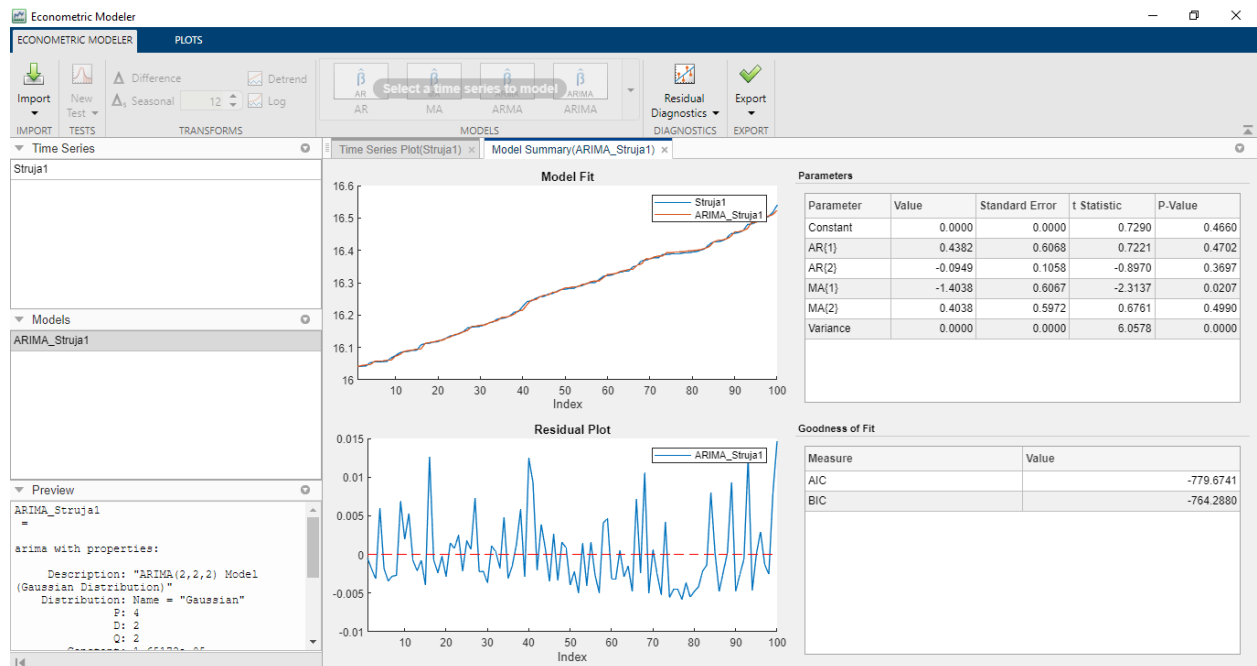 Econometric Modeler
ECONOMETRIC MODELER PLOTS
Import
New
Test
Difference
Seasonal 12
Detrend
Log
AR MA ARMA ARIMA
Select a time series to model
AR MA ARMA ARIMA
Residual
Diagnostics
Export
IMPORT TESTS TRANSFORMS MODELS DIAGNOSTICS EXPORT
Time Series
Struja1
Models
ARIMA_Struja1
Preview
ARIMA_Struja1
=
arima with properties:
Description: "ARIMA(2,2,2) Model
(Gaussian Distribution)"
Distribution: Name = "Gaussian"
P: 4
D: 2
Q: 2
Time Series Plot(Struja1) Model Summary(ARIMA_Struja1)
Model Fit
Struja1
ARIMA_Struja1
16.6
16.5
16.4
16.3
16.2
16.1
16
10 20 30 40 50 60 70 80 90 100
Index
Residual Plot
ARIMA_Struja1
0.015
0.01
0.005
0
-0.005
-0.01
10 20 30 40 50 60 70 80 90 100
Index
Parameters
Parameter Value Standard Error t Statistic P-Value
Constant 0.0000 0.0000 0.7290 0.4660
AR{1} 0.4382 0.6068 0.7221 0.4702
AR{2} -0.0949 0.1058 -0.8970 0.3697
MA{1} -1.4038 0.6067 -2.3137 0.0207
MA{2} 0.4038 0.5972 0.6761 0.4990
Variance 0.0000 0.0000 6.0578 0.0000
Goodness of Fit
Measure Value
AIC -779.6741
BIC -764.2880